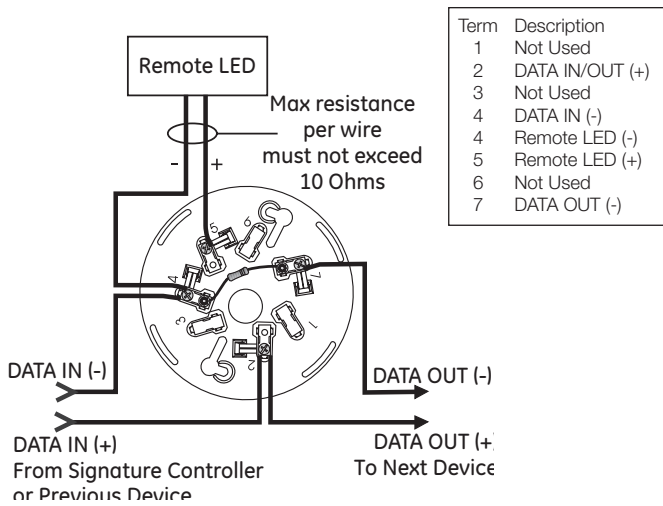 Remote LED
Max resistance
per wire
must not exceed
10 Ohms
-
+
Term Description
1 Not Used
2 DATA IN/OUT (+)
3 Not Used
4 DATA IN (-)
4 Remote LED (-)
5 Remote LED (+)
6 Not Used
7 DATA OUT (-)
5
6
4
7
3
1
2
DATA IN (-)
DATA OUT (-)
DATA IN (+)
From Signature Controller
or Previous Device
DATA OUT (+
To Next Device